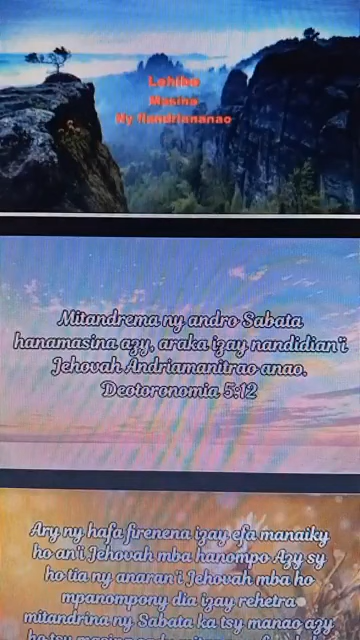 Masina
Ny fiandriananao
Mitandrema ny andro Sabata
hanamasina azy, araka izay nandidian'i
Jehovah Andriamanitrao anao.
Deotoronomia 5:12
Ary ny hafa firenena izay efa manaiky
ho an'i Jehovah mba hanompo Azy sy
ho tia ny anaran'i Jehovah mba ho
mpanompony dia izay rehetra
mitandrina ny Sabata ka tsy manao azy